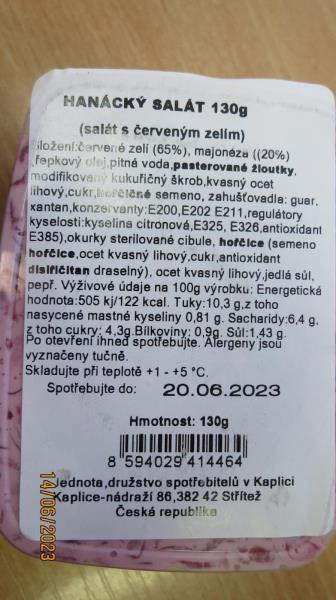 HANÁCKÝ SALÁT 130g
(salát s červeným zelím)
složení:červené zelí (65%), majonéza ((20%)
,řepkový olej,pitná voda,pasterované žloutky,
modifikovaný kukuřičný škrob,kvasný ocet
lihový,cukr,hořčičné semeno, zahušťovadla: guar,
xantan,konzervanty:E200,E202 E211,regulátory
kyselosti:kyselina citronová,E325, E326,antioxidant
E385),okurky sterilované cibule, hořčice (semeno
hořčice,ocet kvasný lihový,cukr,antioxidant
disiřičitan draselný), ocet kvasný lihový,jedlá sůl,
pepř. Výživové údaje na 100g výrobku: Energetická
hodnota:505 kj/122 kcal. Tuky:10,3 g,z toho
nasycené mastné kyseliny 0,81 g. Sacharidy:6,4 g,
z toho cukry: 4,3g.Bílkoviny: 0,9g. Sůl:1,43 g.
Po otevření ihned spotřebujte. Alergeny jsou
vyznačeny tučně.
Skladujte při teplotě +1 - +5 °C.
Spotřebujte do: 20.06.2023
Hmotnost: 130g
8 594029 414464
Jednota,družstvo spotřebitelů v Kaplici
Kaplice-nádraží 86,382 42 Střítež
Česká republika
14/06/2023